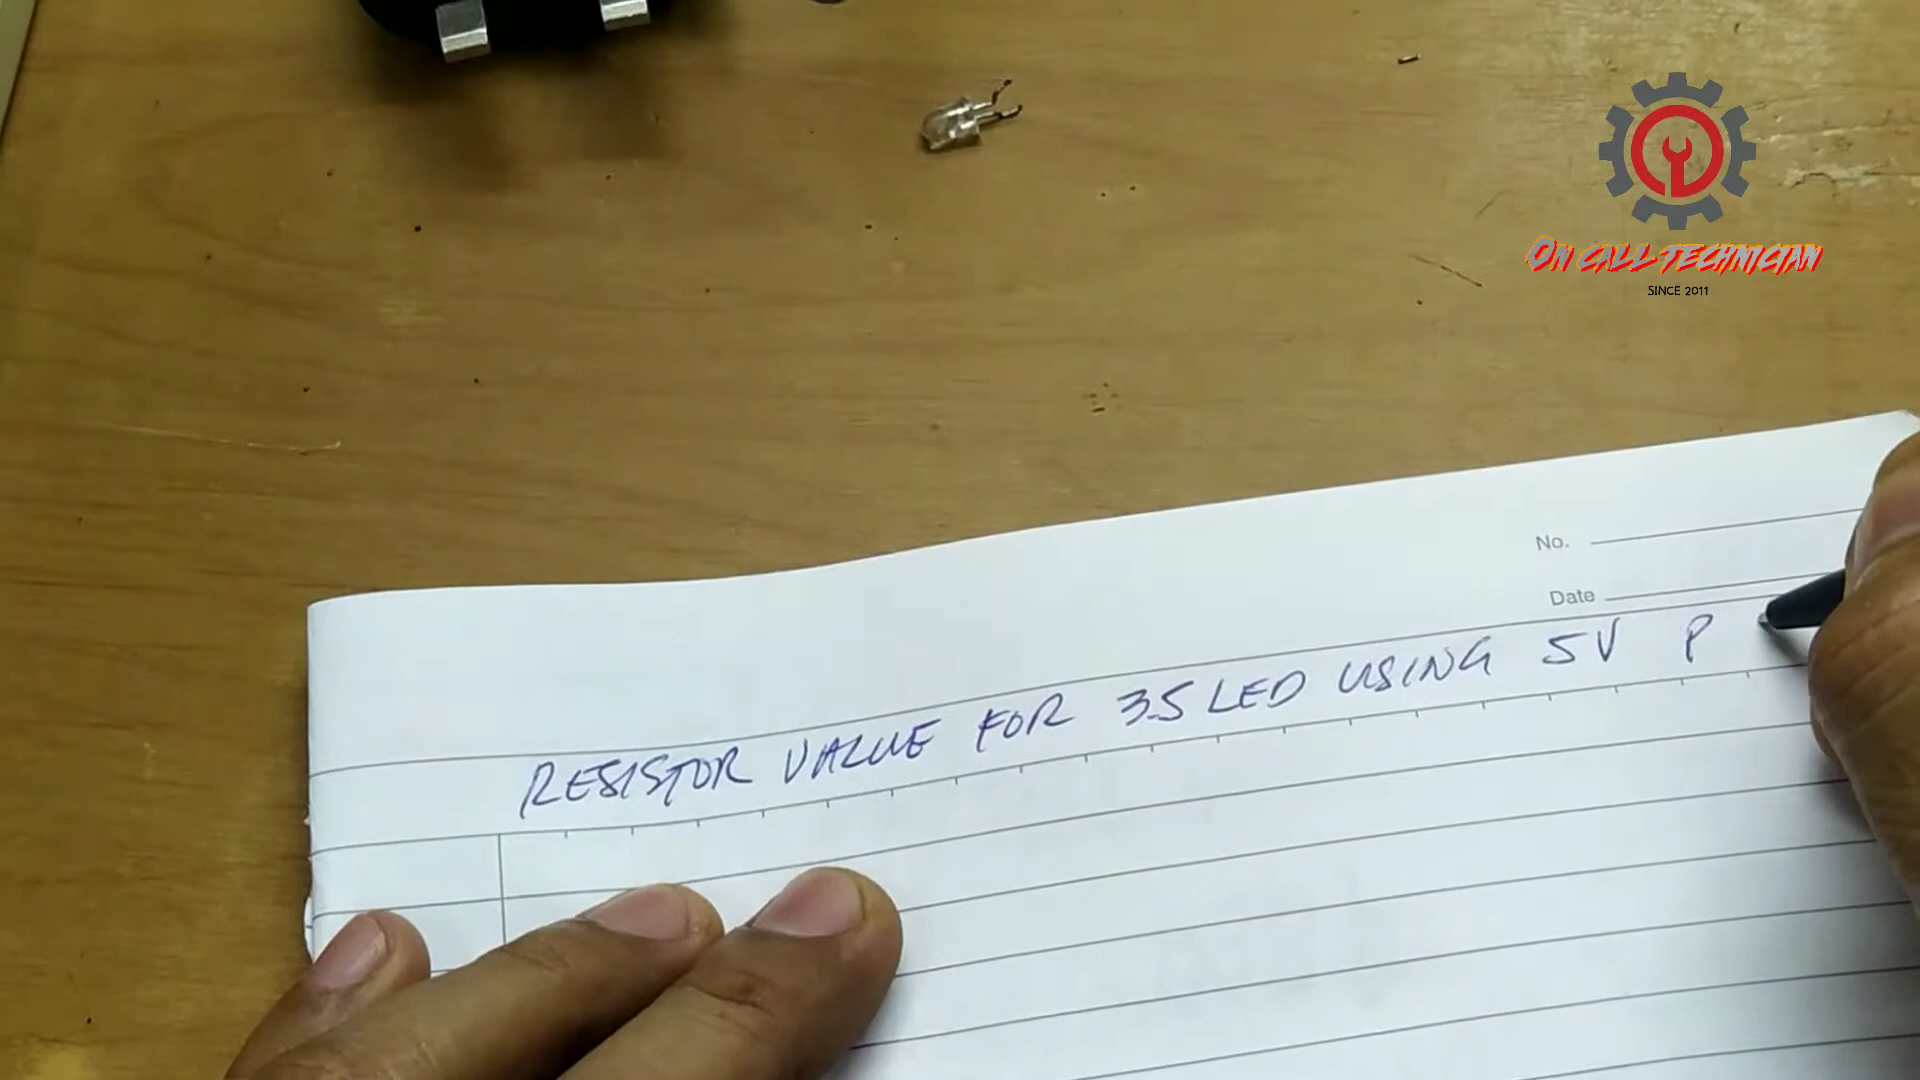 On call technician
SINCE 2011
No.
Date
RESISTOR VALUE FOR 3.5 LED USING 5V P